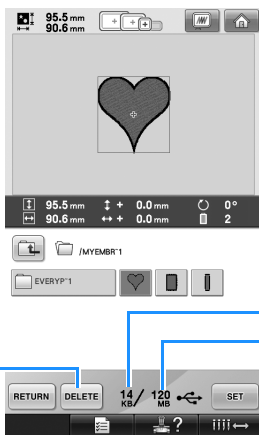 95.5 mm
90.6 mm
95.5 mm + 0.0 mm 0°
90.6 mm + 0.0 mm 2
/MYEMBR~1
EVERYP~1
RETURN DELETE 14 KB/ 120 MB SET
?